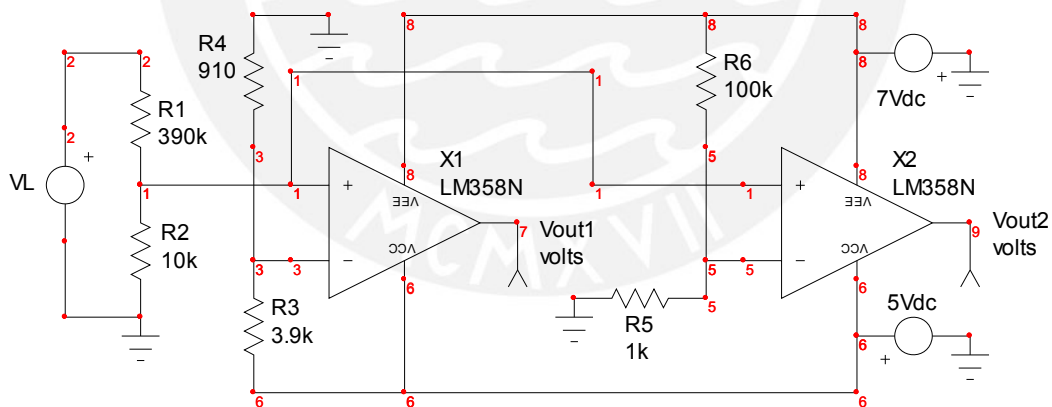 8 8
R4
910
2 2 8
R6
100k
1 1
7Vdc
R1
390k
2
3 5
VL
X1
LM358N
8
X2
LM358N
8
1 1 1 1
VEE VEE
R2
10k
7
Vout1
volts
9
Vout2
volts
VCC VCC
MCMXVII
3 3 5 5
6 6
R3
3.9k
5
R5
1k
5Vdc
6
6 6 6